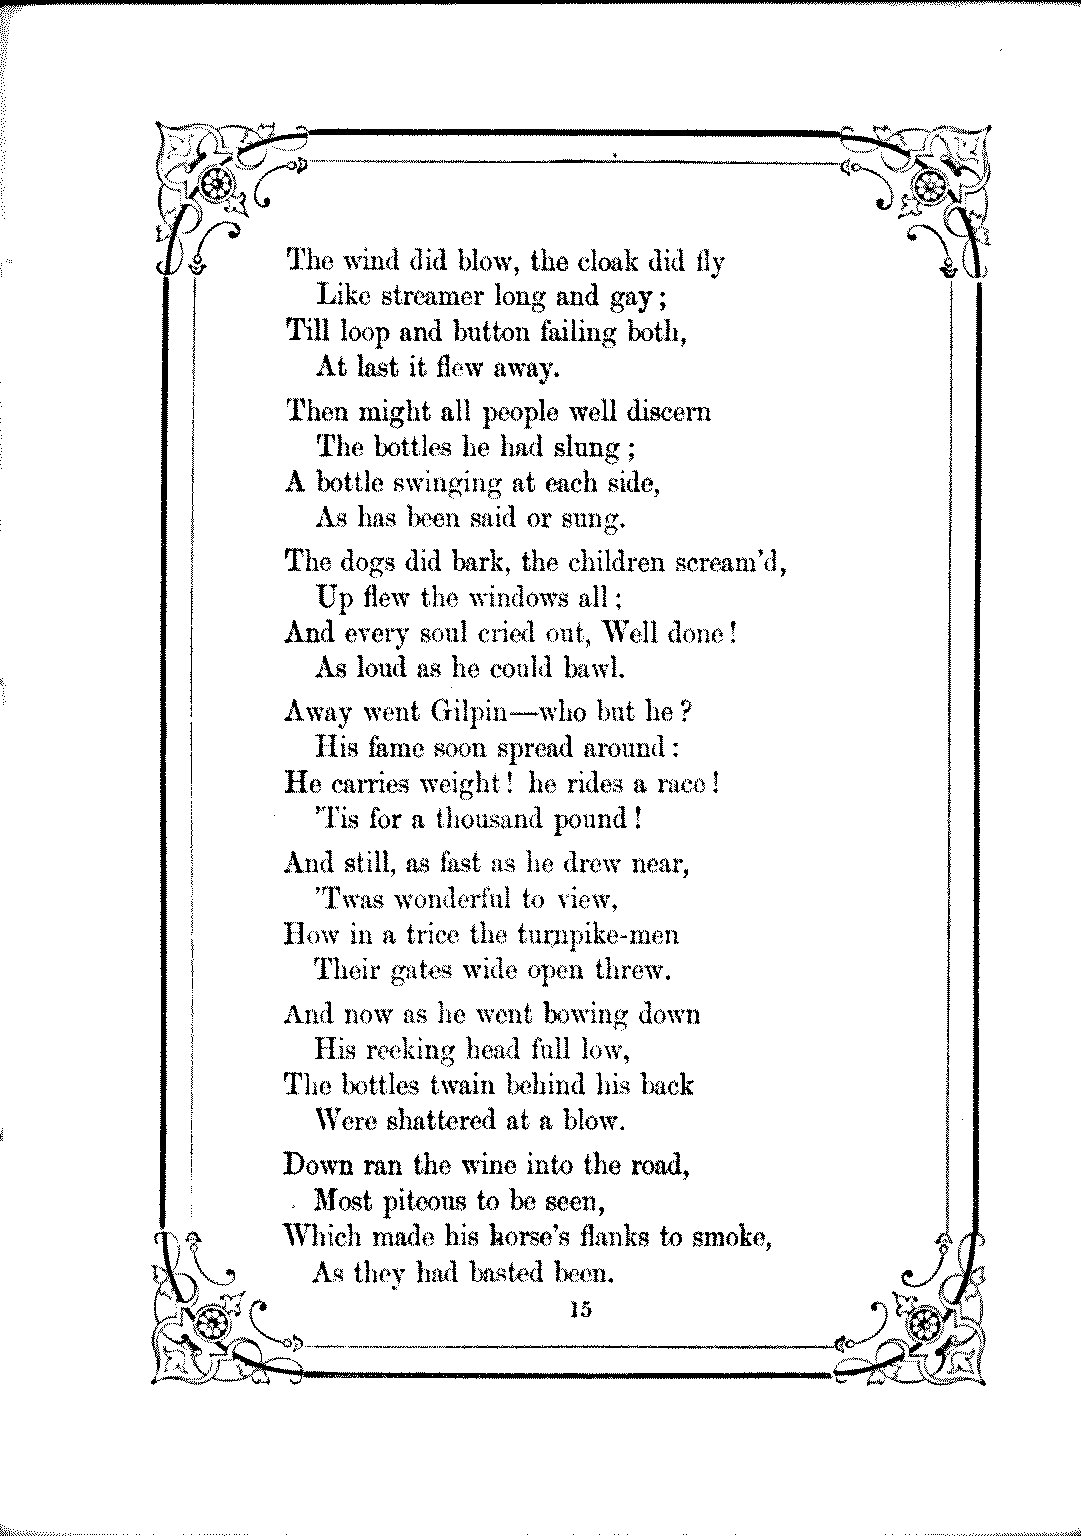 The wind did blow, the cloak did fly
Like streamer long and gay;
Till loop and button failing both,
At last it flew away.
Then might all people well discern
The bottles he had slung;
A bottle swinging at each side,
As has been said or sung.
The dogs did bark, the children scream'd,
Up flew the windows all;
And every soul cried out, Well done!
As loud as he could bawl.
Away went Gilpin—who but he?
His fame soon spread around:
He carries weight! he rides a race!
'Tis for a thousand pound!
And still, as fast as he drew near,
'Twas wonderful to view,
How in a trice the turnpike-men
Their gates wide open threw.
And now as he went bowing down
His reeking head full low,
The bottles twain behind his back
Were shattered at a blow.
Down ran the wine into the road,
Most piteous to be seen,
Which made his horse's flanks to smoke,
As they had basted been.
15